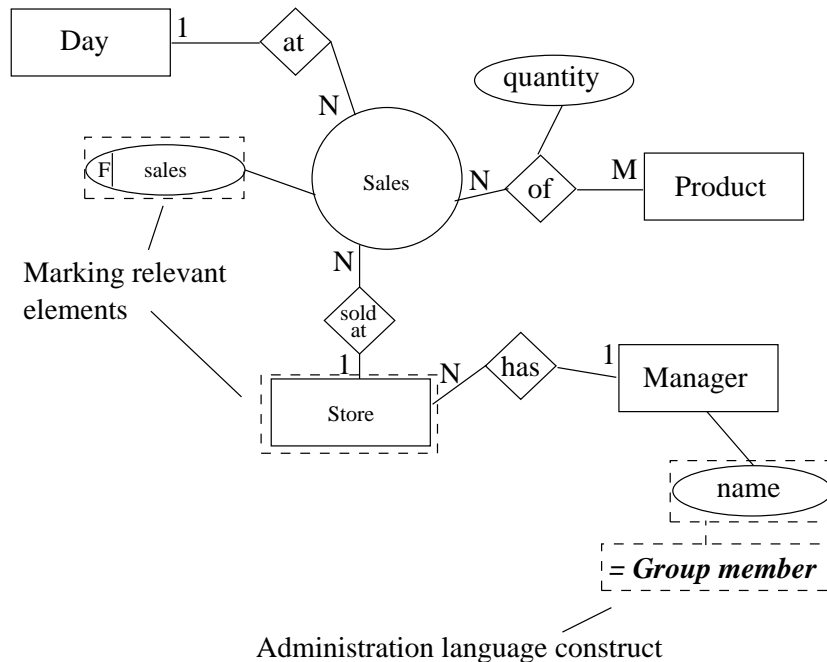 Day
1
at
N
quantity
F
sales
Sales
N
of
M
Product
Marking relevant
elements
N
sold
at
1
Store
N
has
1
Manager
name
= Group member
Administration language construct